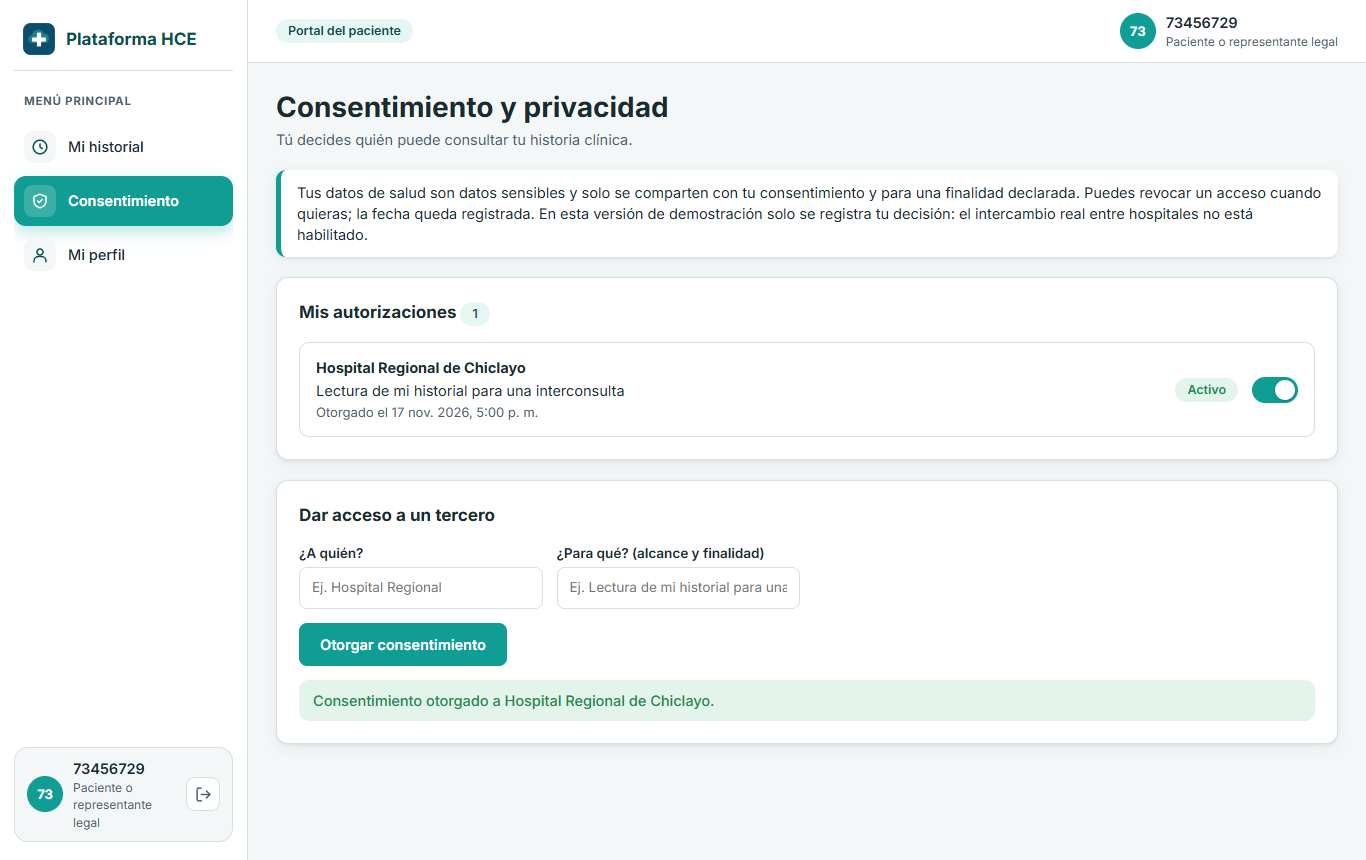 Plataforma HCE
MENÚ PRINCIPAL
Mi historial
Consentimiento
Mi perfil
73
73456729
Paciente o
representante
legal
Portal del paciente
73
73456729
Paciente o representante legal
Consentimiento y privacidad
Tú decides quién puede consultar tu historia clínica.
Tus datos de salud son datos sensibles y solo se comparten con tu consentimiento y para una finalidad declarada. Puedes revocar un acceso cuando
quieras; la fecha queda registrada. En esta versión de demostración solo se registra tu decisión: el intercambio real entre hospitales no está
habilitado.
Mis autorizaciones 1
Hospital Regional de Chiclayo
Lectura de mi historial para una interconsulta
Otorgado el 17 nov. 2026, 5:00 p. m.
Activo
Dar acceso a un tercero
¿A quién?
Ej. Hospital Regional
¿Para qué? (alcance y finalidad)
Ej. Lectura de mi historial para una
Otorgar consentimiento
Consentimiento otorgado a Hospital Regional de Chiclayo.